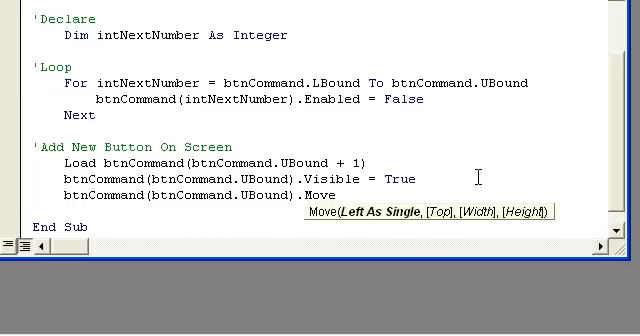 'Declare
Dim intNextNumber As Integer
'Loop
For intNextNumber = btnCommand.LBound To btnCommand.UBound
btnCommand(intNextNumber).Enabled = False
Next
'Add New Button On Screen
Load btnCommand(btnCommand.UBound + 1)
btnCommand(btnCommand.UBound).Visible = True
btnCommand(btnCommand.UBound).Move
Move(Left As Single, [Top], [Width], [Height])
End Sub